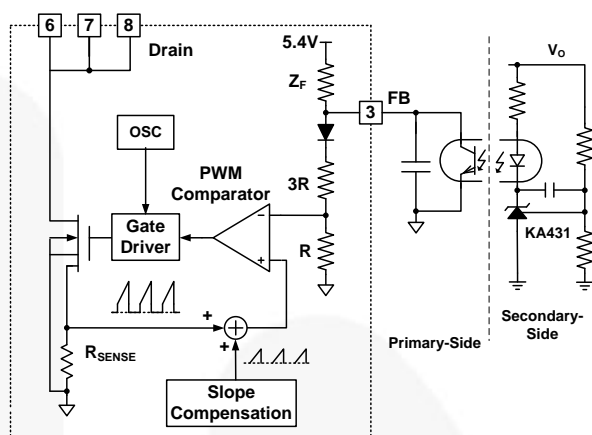 6 7 8
Drain
5.4V
Z_F
3 FB
V_O
OSC
PWM
Comparator
3R
Gate
Driver
−
+
R
KA431
+
+
R_SENSE
Slope
Compensation
Primary-Side
Secondary-
Side